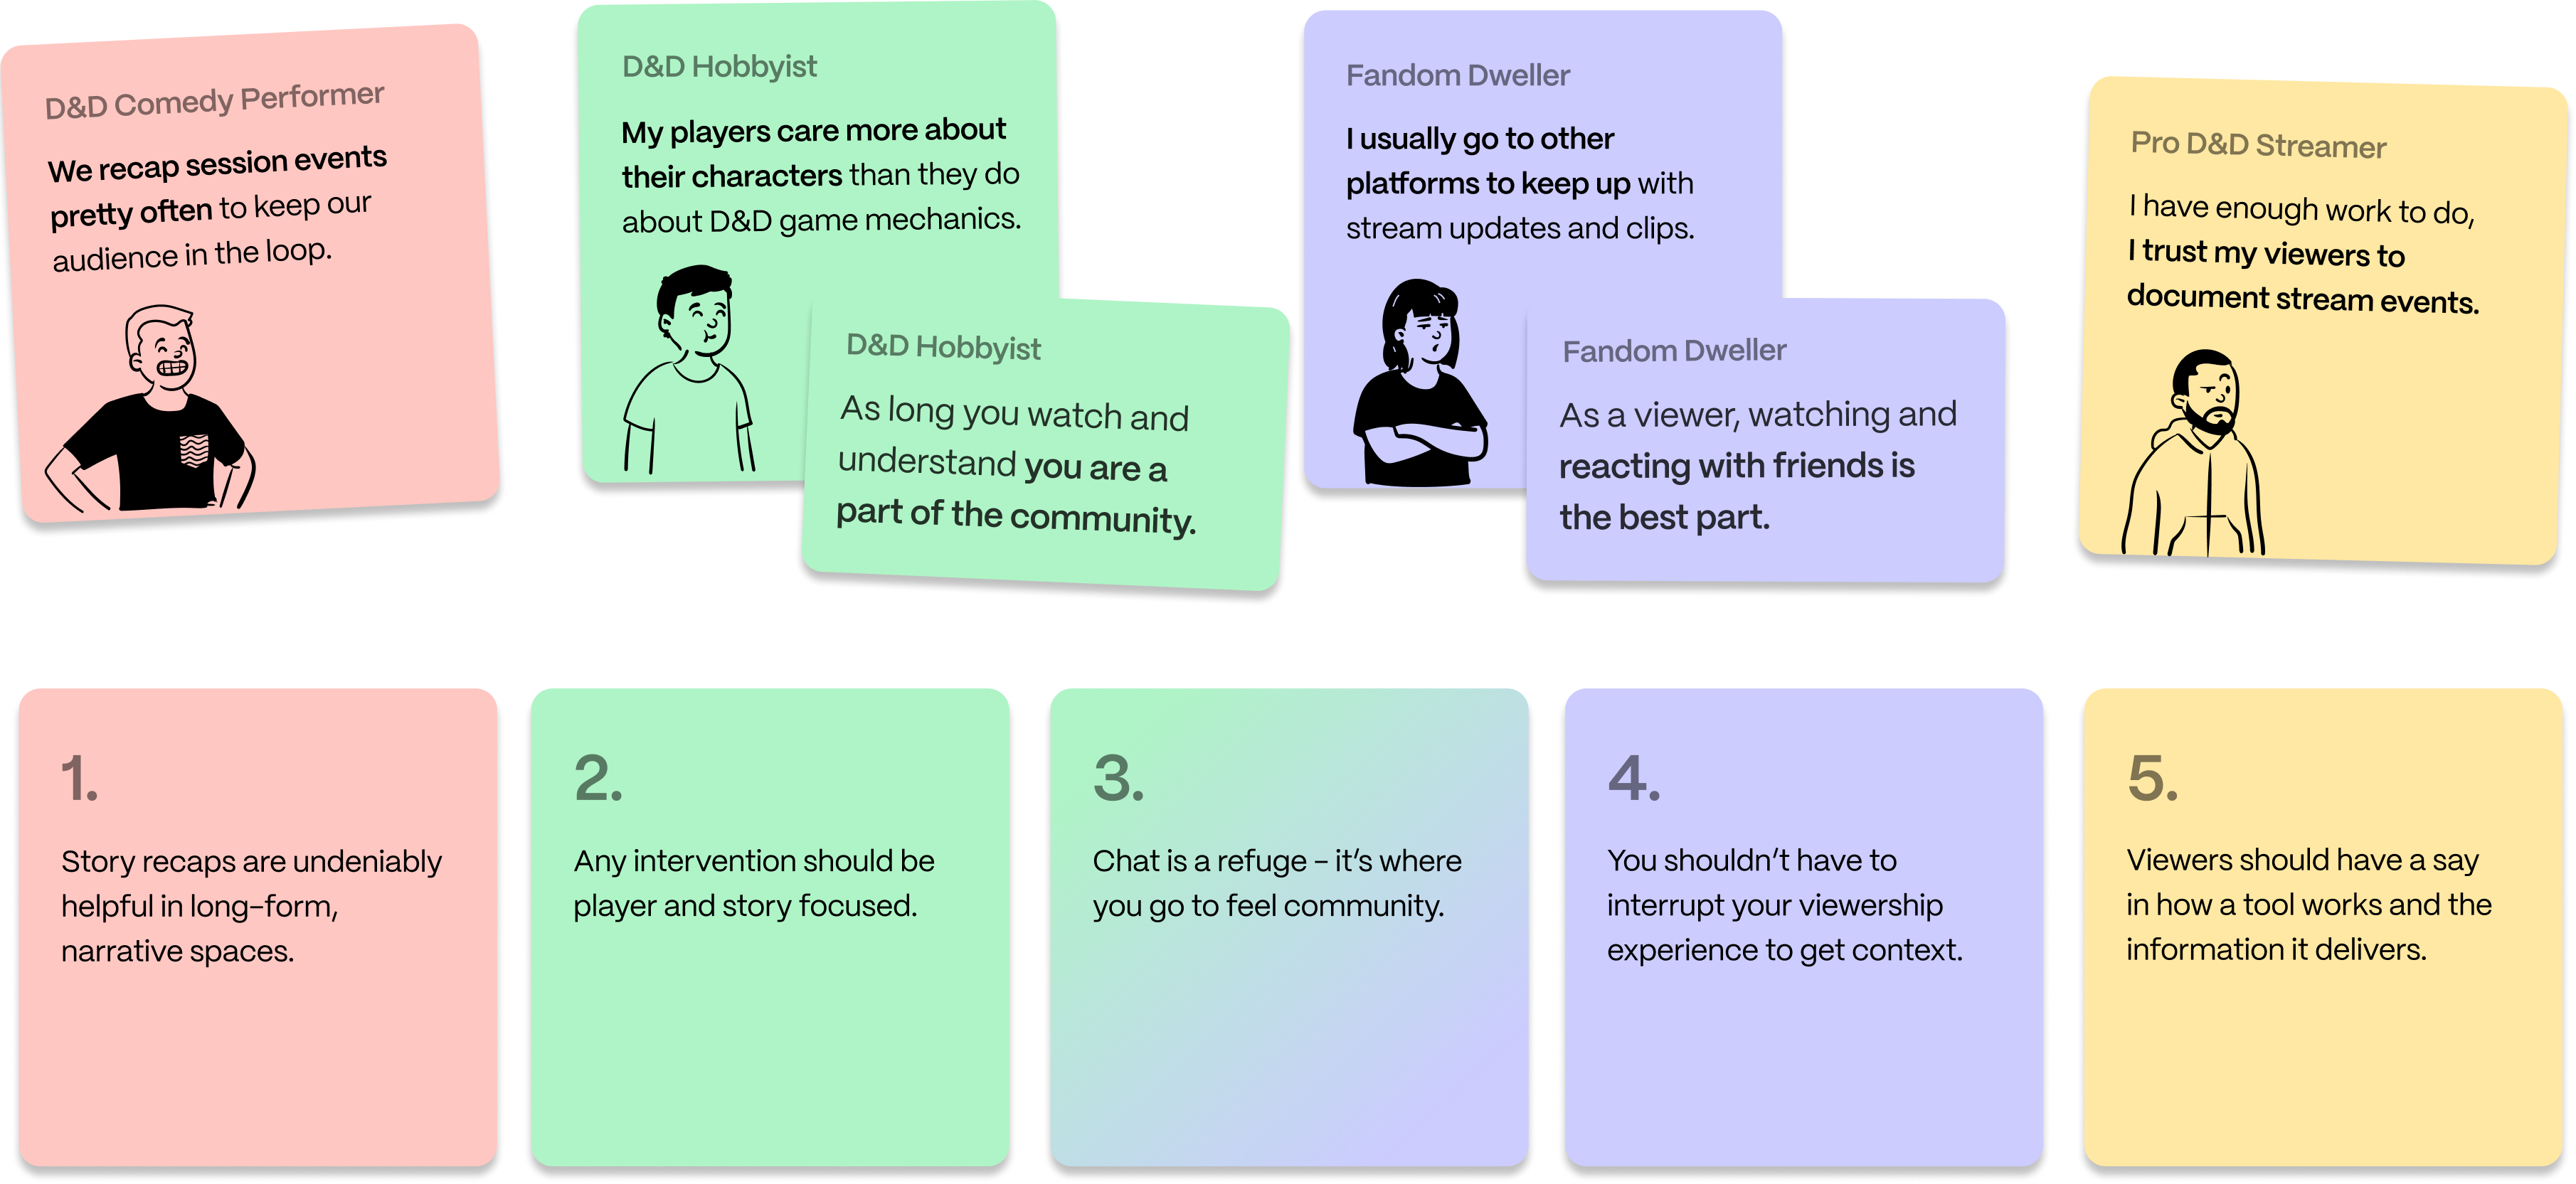 D&D Comedy Performer
We recap session events
pretty often to keep our
audience in the loop.
D&D Hobbyist
My players care more about
their characters than they do
about D&D game mechanics.
D&D Hobbyist
As long you watch and
understand you are a
part of the community.
Fandom Dweller
I usually go to other
platforms to keep up with
stream updates and clips.
Fandom Dweller
As a viewer, watching and
reacting with friends is
the best part.
Pro D&D Streamer
I have enough work to do,
I trust my viewers to
document stream events.
1.
Story recaps are undeniably
helpful in long-form,
narrative spaces.
2.
Any intervention should be
player and story focused.
3.
Chat is a refuge – it’s where
you go to feel community.
4.
You shouldn’t have to
interrupt your viewership
experience to get context.
5.
Viewers should have a say
in how a tool works and the
information it delivers.